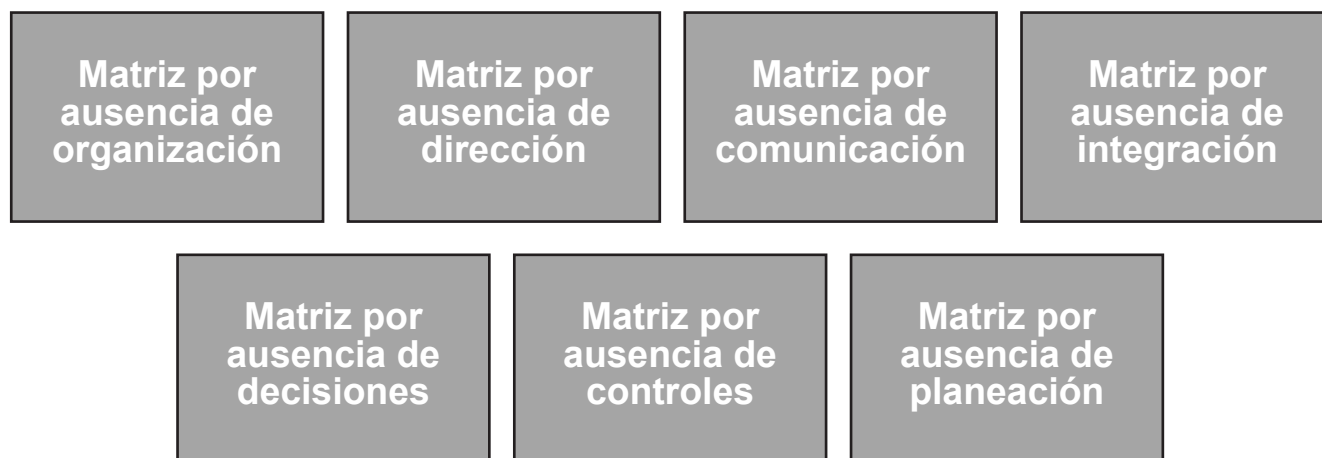 Matriz por
ausencia de
organización
Matriz por
ausencia de
dirección
Matriz por
ausencia de
comunicación
Matriz por
ausencia de
integración
Matriz por
ausencia de
decisiones
Matriz por
ausencia de
controles
Matriz por
ausencia de
planeación